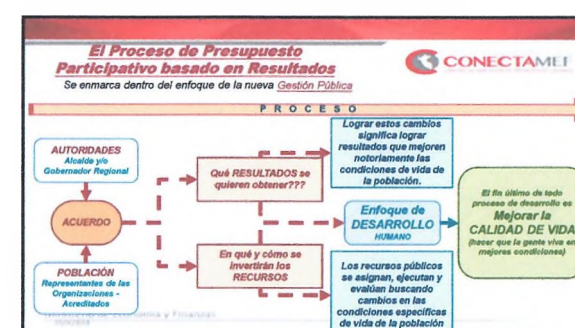 El Proceso de Presupuesto
Participativo basado en Resultados
Se enmarca dentro del enfoque de la nueva Gestión Pública
CONECTAMEF
PROCESO
AUTORIDADES
Alcalde y/o
Gobernador Regional
ACUERDO
POBLACIÓN
Representantes de las
Organizaciones -
Acreditados
Qué RESULTADOS se
quieren obtener???
En qué y cómo se
invertirán los
RECURSOS
Lograr estos cambios
significa lograr
resultados que mejoren
notoriamente las
condiciones de vida de
la población.
Enfoque de
DESARROLLO
HUMANO
Los recursos públicos
se asignan, ejecutan y
evalúan buscando
cambios en las
condiciones específicas
de vida de la población
El fin último de todo
proceso de desarrollo es
Mejorar la
CALIDAD DE VIDA
(hacer que la gente viva en
mejores condiciones)
y Finanzas